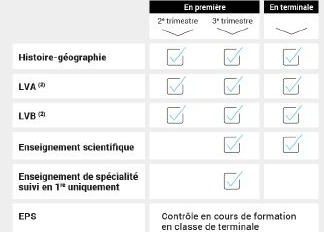 En première En terminale
2e trimestre 3e trimestre
Histoire-géographie
LVA (2)
LVB (2)
Enseignement scientifique
Enseignement de spécialité
suivi en 1re uniquement
EPS Contrôle en cours de formation
en classe de terminale